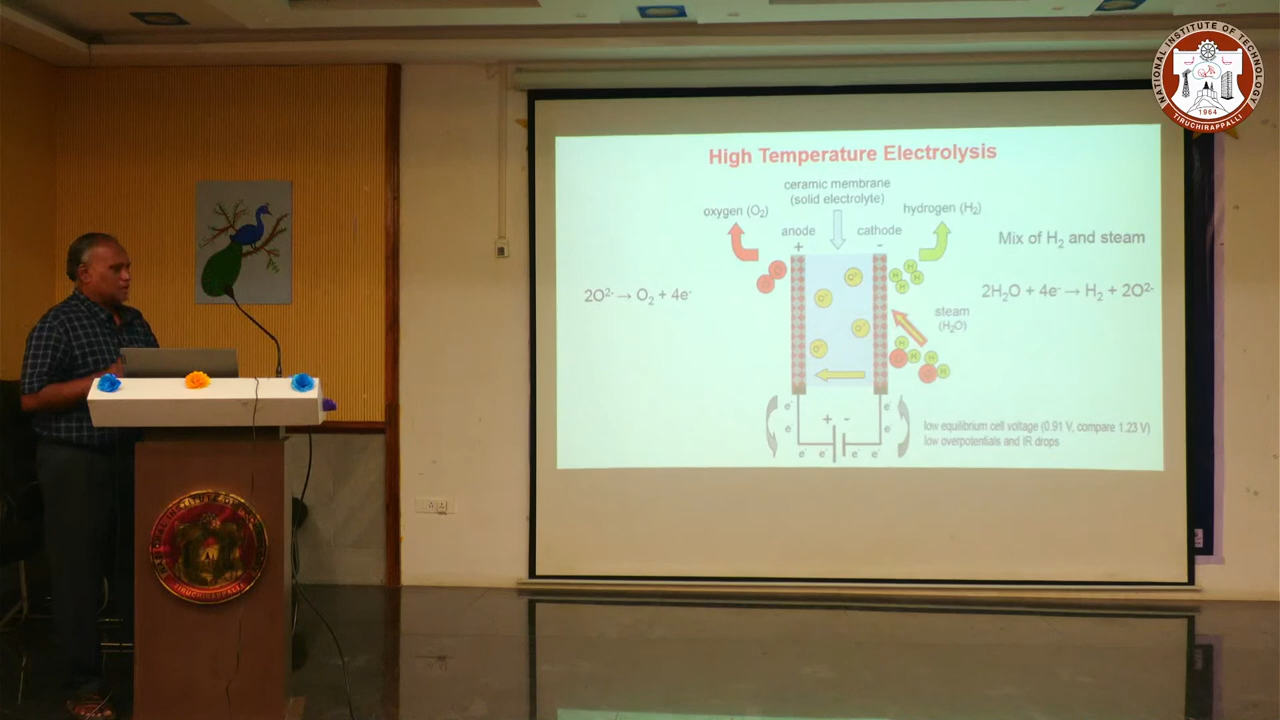 NATIONAL INSTITUTE OF TECHNOLOGY
1964
TIRUCHIRAPPALLI
High Temperature Electrolysis
ceramic membrane
(solid electrolyte)
oxygen (O₂)
hydrogen (H₂)
anode
cathode
+
-
Mix of H₂ and steam
2O²⁻ → O₂ + 4e⁻
2H₂O + 4e⁻ → H₂ + 2O²⁻
steam
(H₂O)
low equilibrium cell voltage (0.91 V, compare 1.23 V)
low overpotentials and IR drops
+ -
e⁻ e⁻
e⁻ e⁻
e⁻ e⁻ e⁻ e⁻
TIRUCHIRAPPALLI